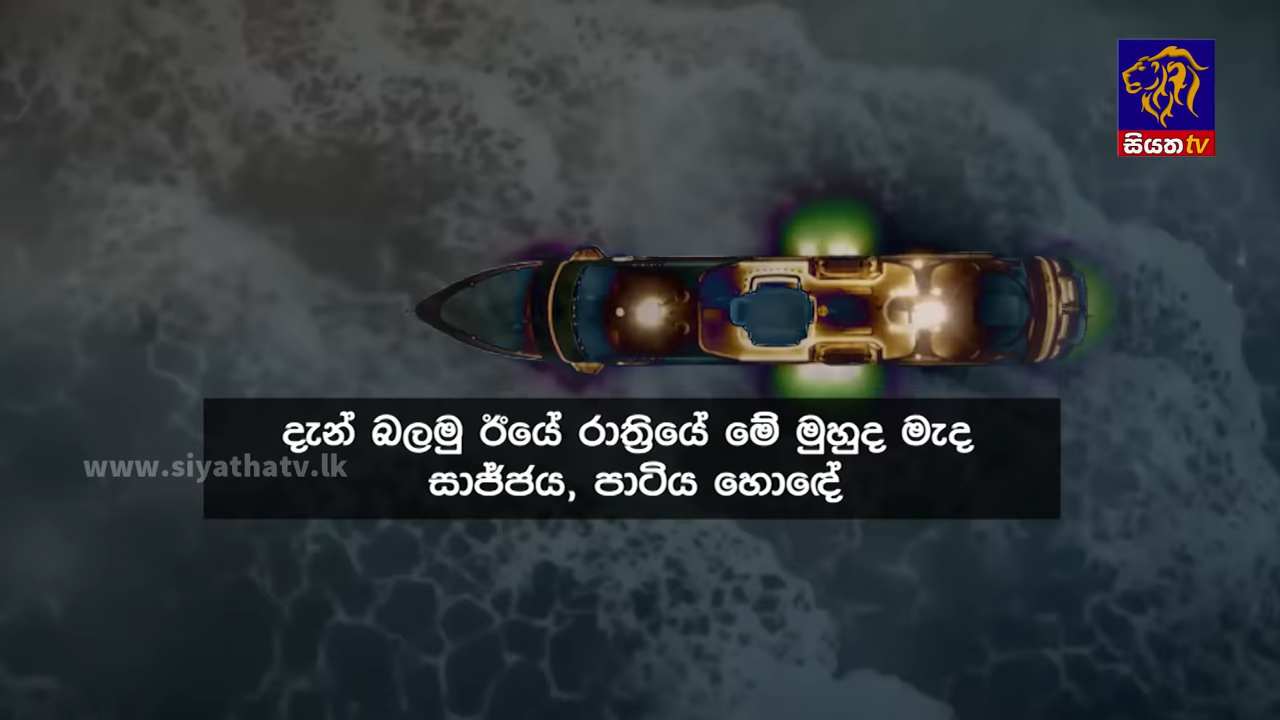 සියත tv
දැන් බලමු ඊයේ රාත්‍රියේ මේ මුහුද මැද
www.siyathatv.lk
සාජ්ජය, පාටිය හොඳේ